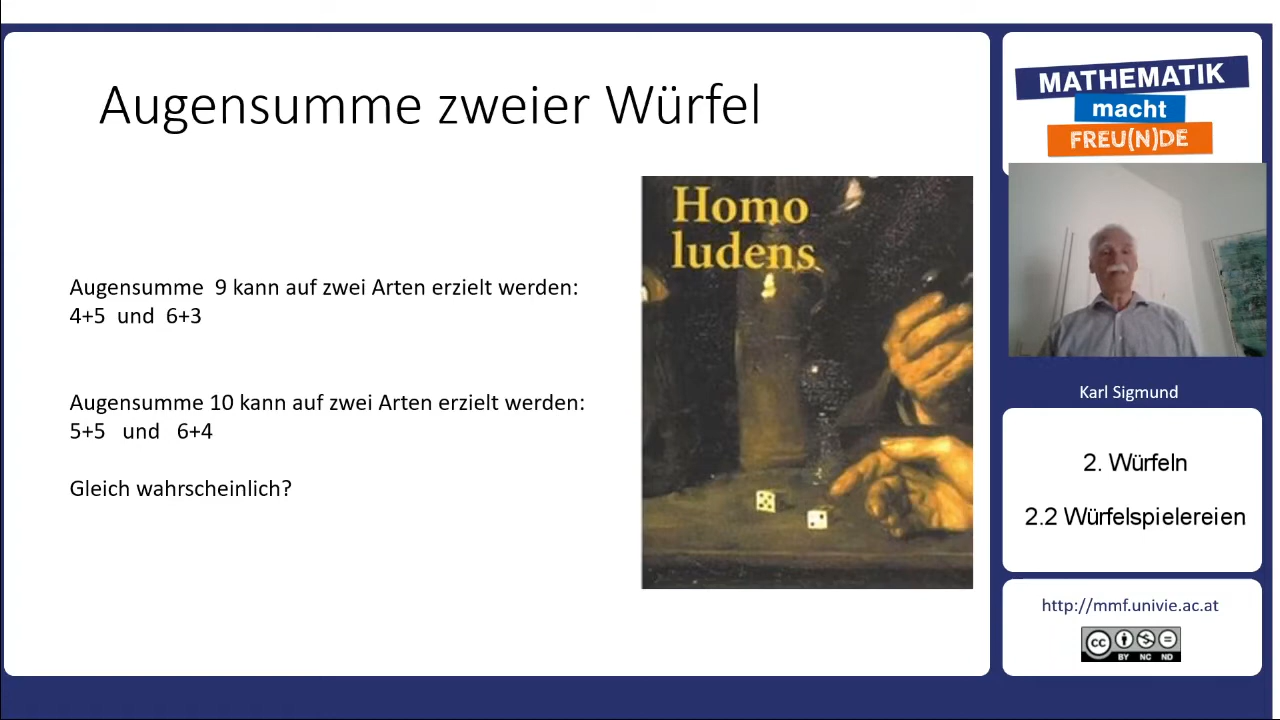 Augensumme zweier Würfel
Augensumme 9 kann auf zwei Arten erzielt werden:
4+5 und 6+3
Augensumme 10 kann auf zwei Arten erzielt werden:
5+5 und 6+4
Gleich wahrscheinlich?
Homo
ludens
MATHEMATIK
macht
FREU(N)DE
Karl Sigmund
2. Würfeln
2.2 Würfelspielereien
http://mmf.univie.ac.at
cc
BY NC ND